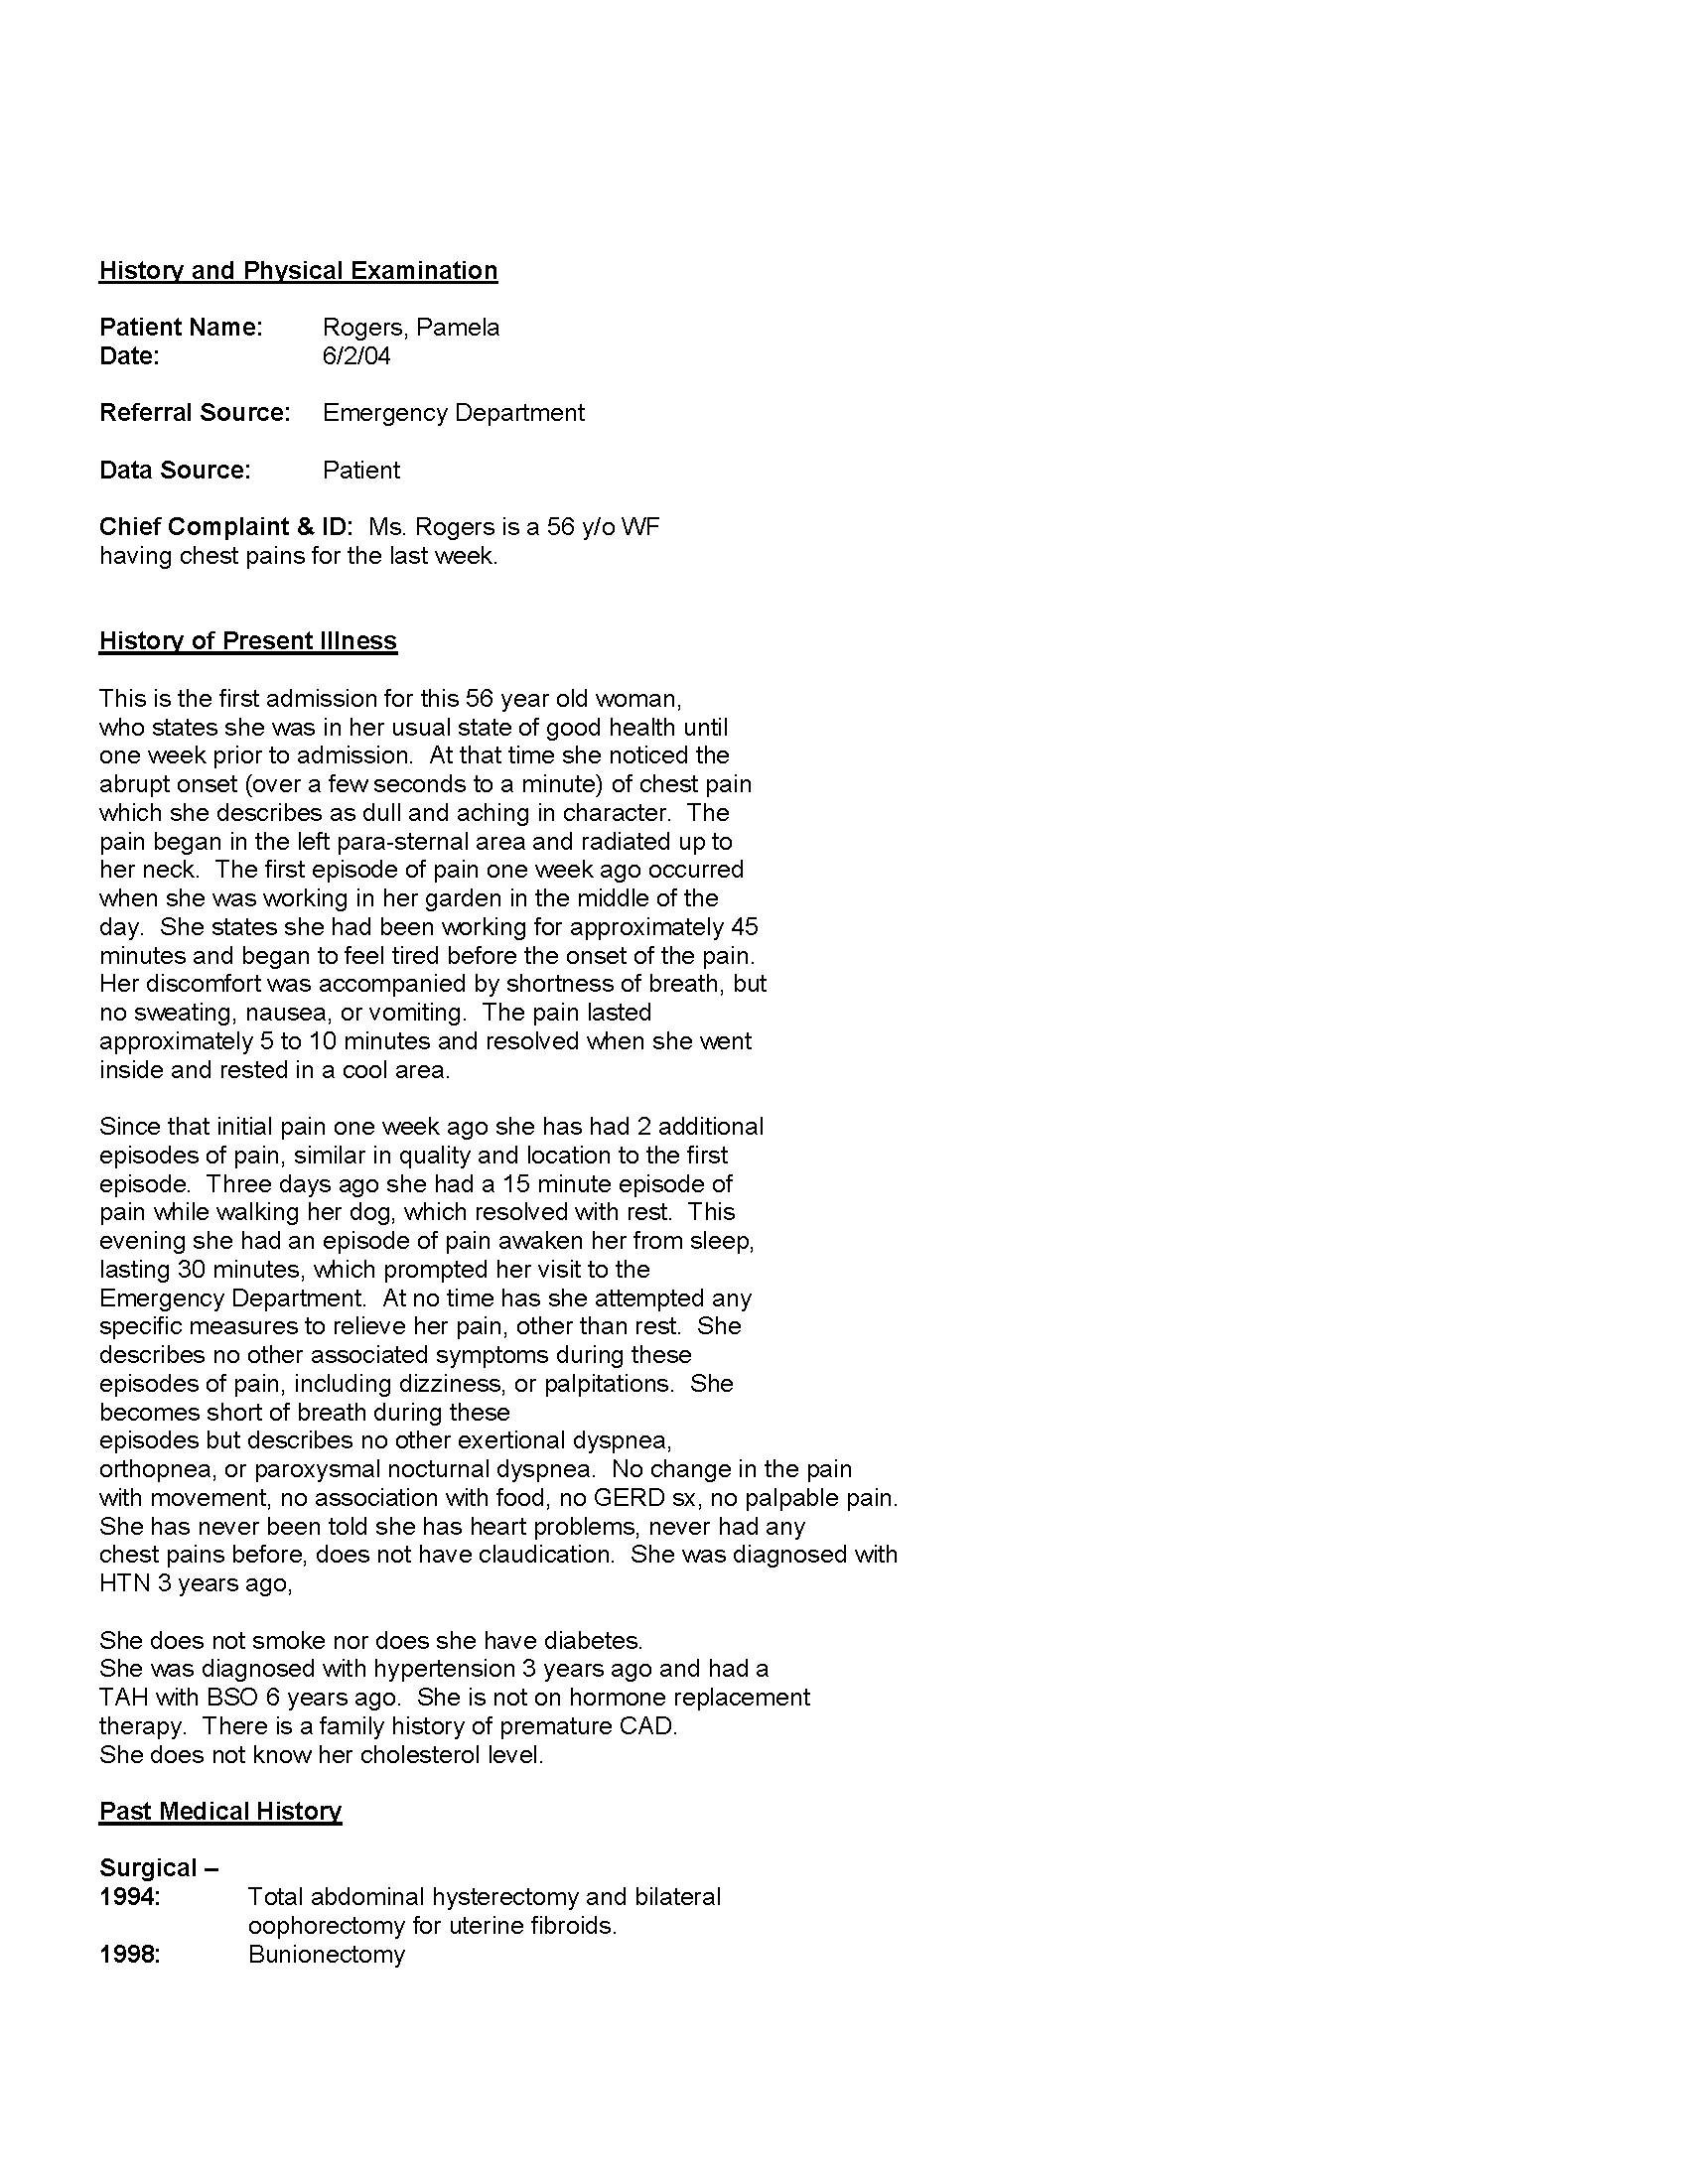 History and Physical Examination
Patient Name: Rogers, Pamela
Date: 6/2/04
Referral Source: Emergency Department
Data Source: Patient
Chief Complaint & ID: Ms. Rogers is a 56 y/o WF
having chest pains for the last week.
History of Present Illness
This is the first admission for this 56 year old woman,
who states she was in her usual state of good health until
one week prior to admission. At that time she noticed the
abrupt onset (over a few seconds to a minute) of chest pain
which she describes as dull and aching in character. The
pain began in the left para-sternal area and radiated up to
her neck. The first episode of pain one week ago occurred
when she was working in her garden in the middle of the
day. She states she had been working for approximately 45
minutes and began to feel tired before the onset of the pain.
Her discomfort was accompanied by shortness of breath, but
no sweating, nausea, or vomiting. The pain lasted
approximately 5 to 10 minutes and resolved when she went
inside and rested in a cool area.
Since that initial pain one week ago she has had 2 additional
episodes of pain, similar in quality and location to the first
episode. Three days ago she had a 15 minute episode of
pain while walking her dog, which resolved with rest. This
evening she had an episode of pain awaken her from sleep,
lasting 30 minutes, which prompted her visit to the
Emergency Department. At no time has she attempted any
specific measures to relieve her pain, other than rest. She
describes no other associated symptoms during these
episodes of pain, including dizziness, or palpitations. She
becomes short of breath during these
episodes but describes no other exertional dyspnea,
orthopnea, or paroxysmal nocturnal dyspnea. No change in the pain
with movement, no association with food, no GERD sx, no palpable pain.
She has never been told she has heart problems, never had any
chest pains before, does not have claudication. She was diagnosed with
HTN 3 years ago,
She does not smoke nor does she have diabetes.
She was diagnosed with hypertension 3 years ago and had a
TAH with BSO 6 years ago. She is not on hormone replacement
therapy. There is a family history of premature CAD.
She does not know her cholesterol level.
Past Medical History
Surgical –
1994: Total abdominal hysterectomy and bilateral
oophorectomy for uterine fibroids.
1998: Bunionectomy